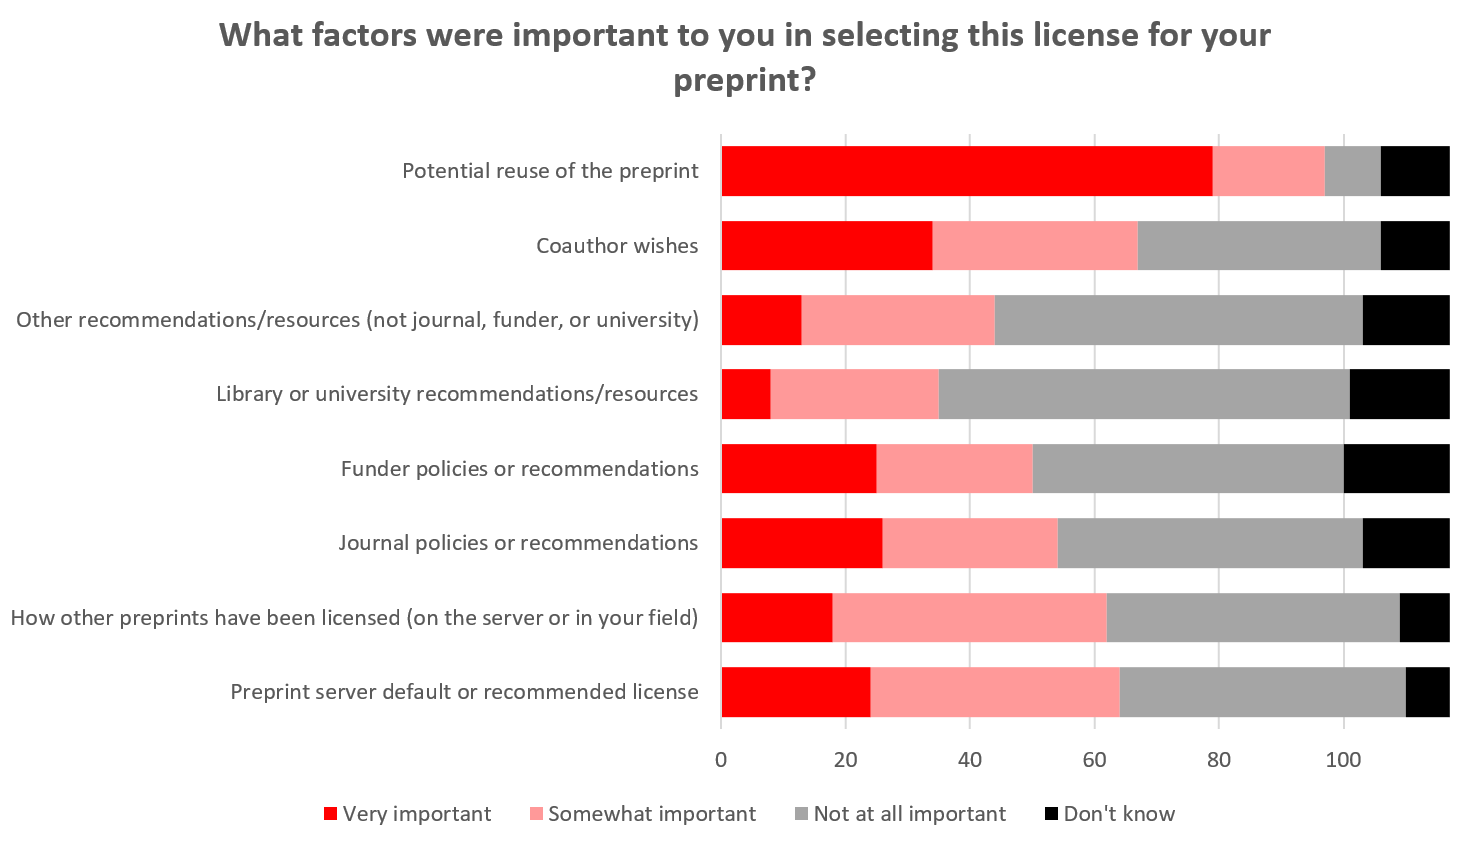 What factors were important to you in selecting this license for your
preprint?
Potential reuse of the preprint
Coauthor wishes
Other recommendations/resources (not journal, funder, or university)
Library or university recommendations/resources
Funder policies or recommendations
Journal policies or recommendations
How other preprints have been licensed (on the server or in your field)
Preprint server default or recommended license
0 20 40 60 80 100
Very important Somewhat important Not at all important Don't know